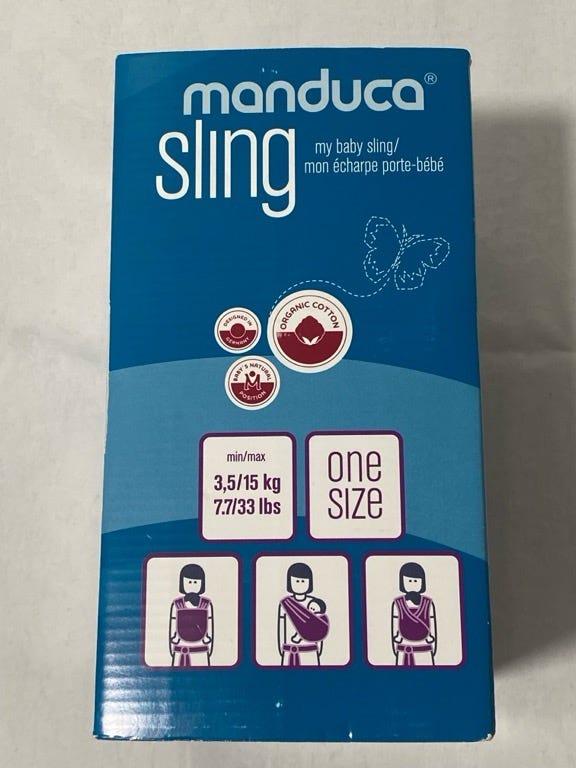 manduca®
sling
my baby sling/
mon écharpe porte-bébé
DESIGNED IN
GERMANY
ORGANIC COTTON
BABY'S NATURAL
POSITION
min/max
3,5/15 kg
7.7/33 lbs
one
SIZE